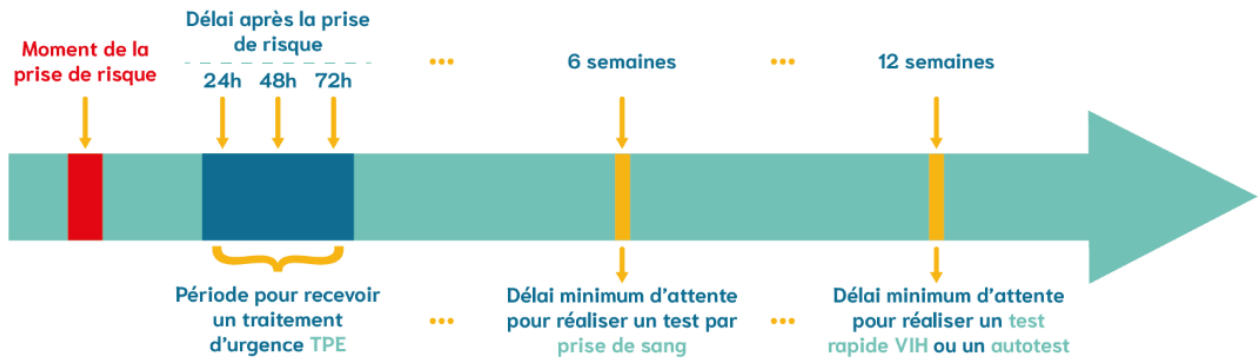 Moment de la
prise de risque
Délai après la prise
de risque
24h 48h 72h
...
6 semaines
...
12 semaines
Période pour recevoir
un traitement
d'urgence TPE
...
Délai minimum d'attente
pour réaliser un test par
prise de sang
...
Délai minimum d'attente
pour réaliser un test
rapide VIH ou un autotest